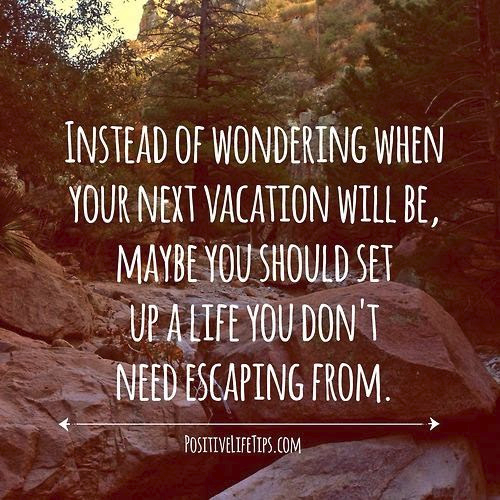 Instead of wondering when
your next vacation will be,
maybe you should set
up a life you don't
need escaping from.
PositiveLifeTips.com